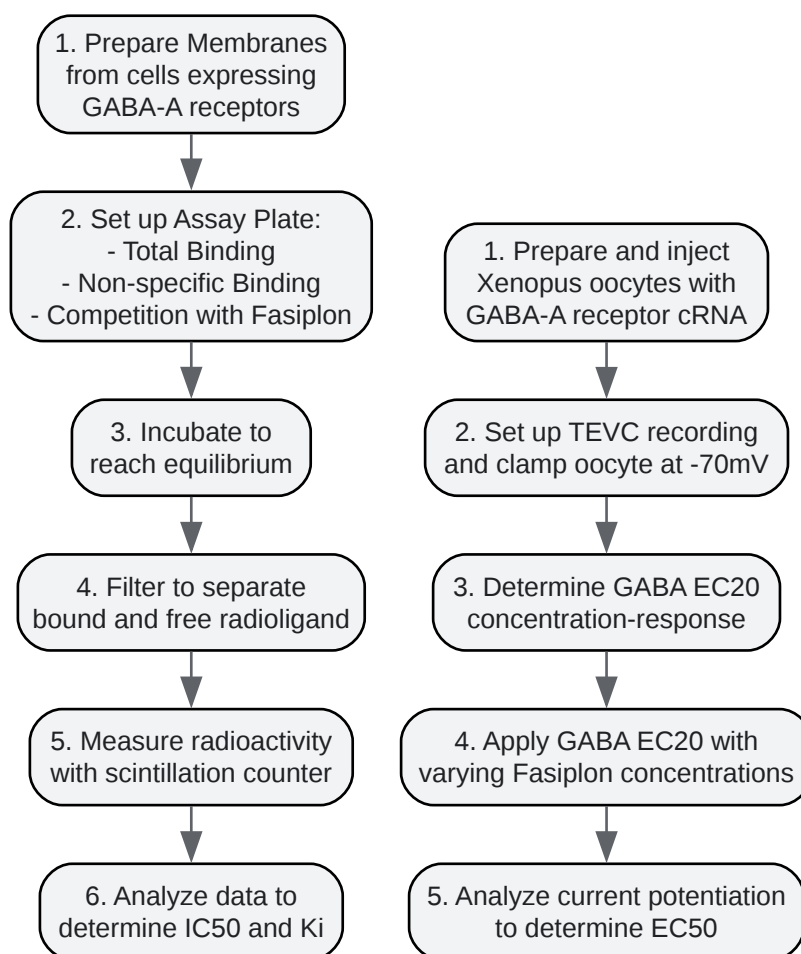 1. Prepare Membranes
from cells expressing
GABA-A receptors
2. Set up Assay Plate:
- Total Binding
- Non-specific Binding
- Competition with Fasiplon
3. Incubate to
reach equilibrium
4. Filter to separate
bound and free radioligand
5. Measure radioactivity
with scintillation counter
6. Analyze data to
determine IC50 and Ki
1. Prepare and inject
Xenopus oocytes with
GABA-A receptor cRNA
2. Set up TEVC recording
and clamp oocyte at -70mV
3. Determine GABA EC20
concentration-response
4. Apply GABA EC20 with
varying Fasiplon concentrations
5. Analyze current potentiation
to determine EC50